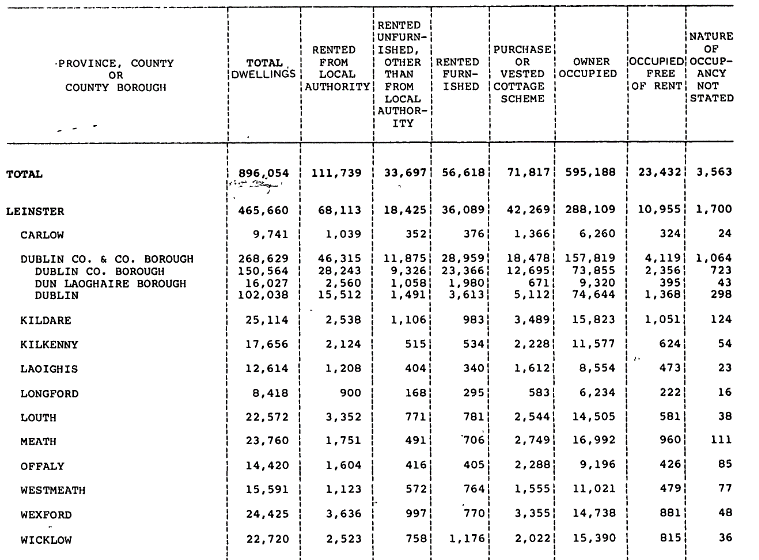 PROVINCE, COUNTY OR COUNTY BOROUGH | TOTAL DWELLINGS | RENTED FROM LOCAL AUTHORITY | RENTED UNFURN-ISHED, OTHER THAN FROM LOCAL AUTHOR-ITY | RENTED FURN-ISHED | PURCHASE OR VESTED COTTAGE SCHEME | OWNER OCCUPIED | OCCUPIED FREE OF RENT | NATURE OF OCCUP-ANCY NOT STATED
TOTAL 896,054 111,739 33,697 56,618 71,817 595,188 23,432 3,563
LEINSTER 465,660 68,113 18,425 36,089 42,269 288,109 10,955 1,700
CARLOW 9,741 1,039 352 376 1,366 6,260 324 24
DUBLIN CO. & CO. BOROUGH 268,629 46,315 11,875 28,959 18,478 157,819 4,119 1,064
DUBLIN CO. BOROUGH 150,564 28,243 9,326 23,366 12,695 73,855 2,356 723
DUN LAOGHAIRE BOROUGH 16,027 2,560 1,058 1,980 671 9,320 395 43
DUBLIN 102,038 15,512 1,491 3,613 5,112 74,644 1,368 298
KILDARE 25,114 2,538 1,106 983 3,489 15,823 1,051 124
KILKENNY 17,656 2,124 515 534 2,228 11,577 624 54
LAOIGHIS 12,614 1,208 404 340 1,612 8,554 473 23
LONGFORD 8,418 900 168 295 583 6,234 222 16
LOUTH 22,572 3,352 771 781 2,544 14,505 581 38
MEATH 23,760 1,751 491 706 2,749 16,992 960 111
OFFALY 14,420 1,604 416 405 2,288 9,196 426 85
WESTMEATH 15,591 1,123 572 764 1,555 11,021 479 77
WEXFORD 24,425 3,636 997 770 3,355 14,738 881 48
WICKLOW 22,720 2,523 758 1,176 2,022 15,390 815 36